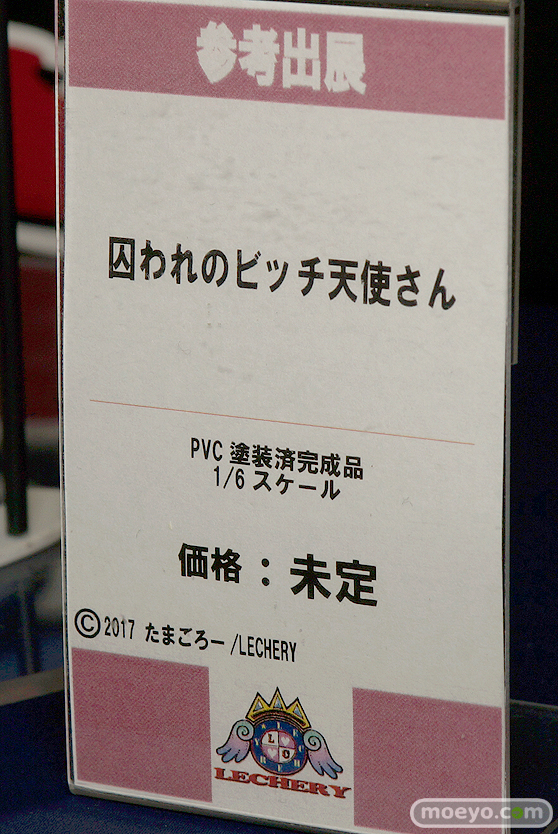 参考出展
囚われのビッチ天使さん
PVC 塗装済完成品
1/6 スケール
価格：未定
©2017 たまごろー/LECHERY
LECHERY
moeyo.com